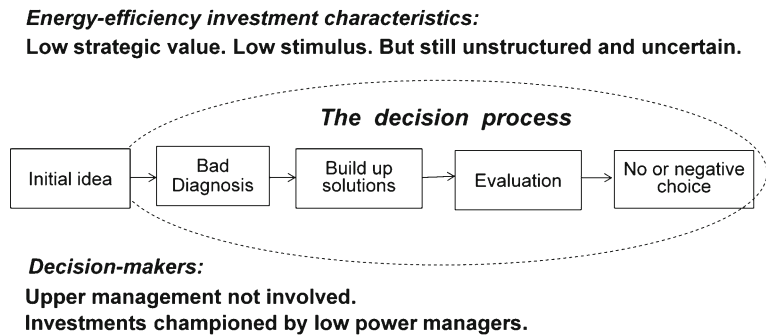 Energy-efficiency investment characteristics:
Low strategic value. Low stimulus. But still unstructured and uncertain.
The decision process
Initial idea
Bad
Diagnosis
Build up
solutions
Evaluation
No or negative
choice
Decision-makers:
Upper management not involved.
Investments championed by low power managers.